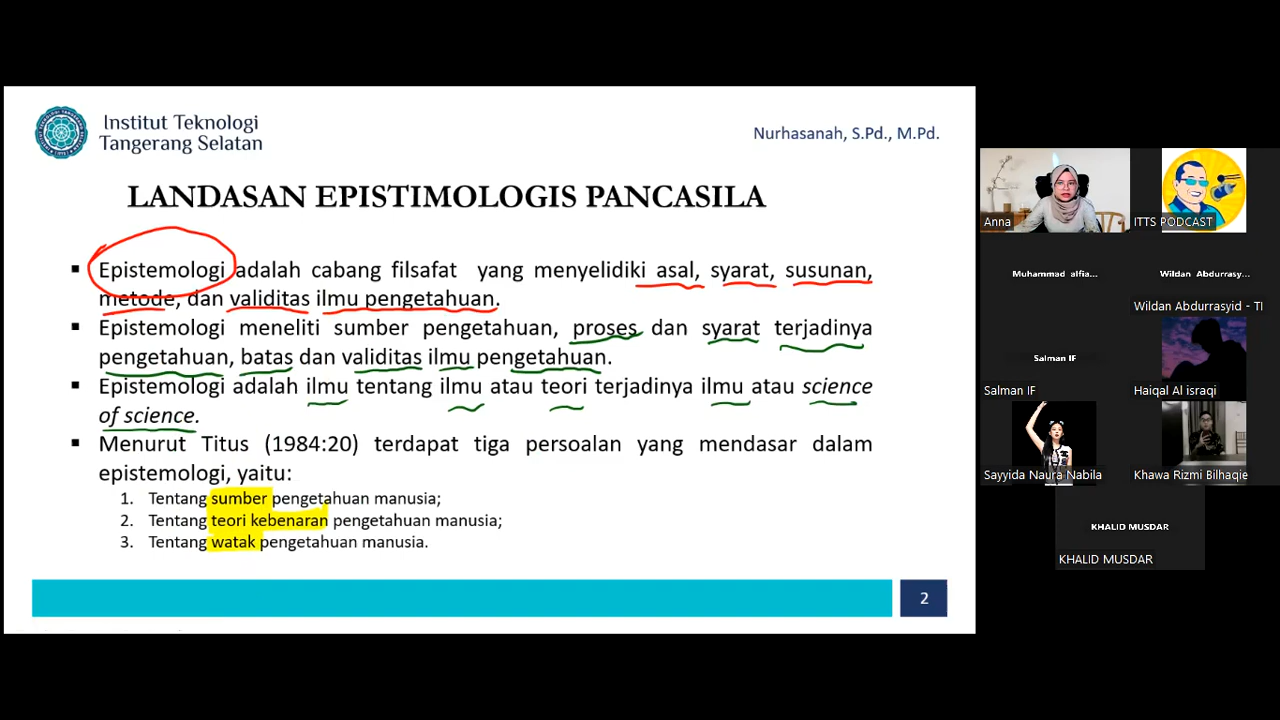 Institut Teknologi
Tangerang Selatan
Nurhasanah, S.Pd., M.Pd.
LANDASAN EPISTIMOLOGIS PANCASILA
▪ Epistemologi adalah cabang filsafat yang menyelidiki asal, syarat, susunan,
metode, dan validitas ilmu pengetahuan.
▪ Epistemologi meneliti sumber pengetahuan, proses dan syarat terjadinya
pengetahuan, batas dan validitas ilmu pengetahuan.
▪ Epistemologi adalah ilmu tentang ilmu atau teori terjadinya ilmu atau science
of science.
▪ Menurut Titus (1984:20) terdapat tiga persoalan yang mendasar dalam
epistemologi, yaitu:
1. Tentang sumber pengetahuan manusia;
2. Tentang teori kebenaran pengetahuan manusia;
3. Tentang watak pengetahuan manusia.
2
Anna
ITTS PODCAST
Muhammad alfia...
Wildan Abdurrasy...
Wildan Abdurrasyid - TI
Salman IF
Salman IF
Haiqal Al israqi
Sayyida Naura Nabila
Khawa Rizmi Bilhaqie
KHALID MUSDAR
KHALID MUSDAR